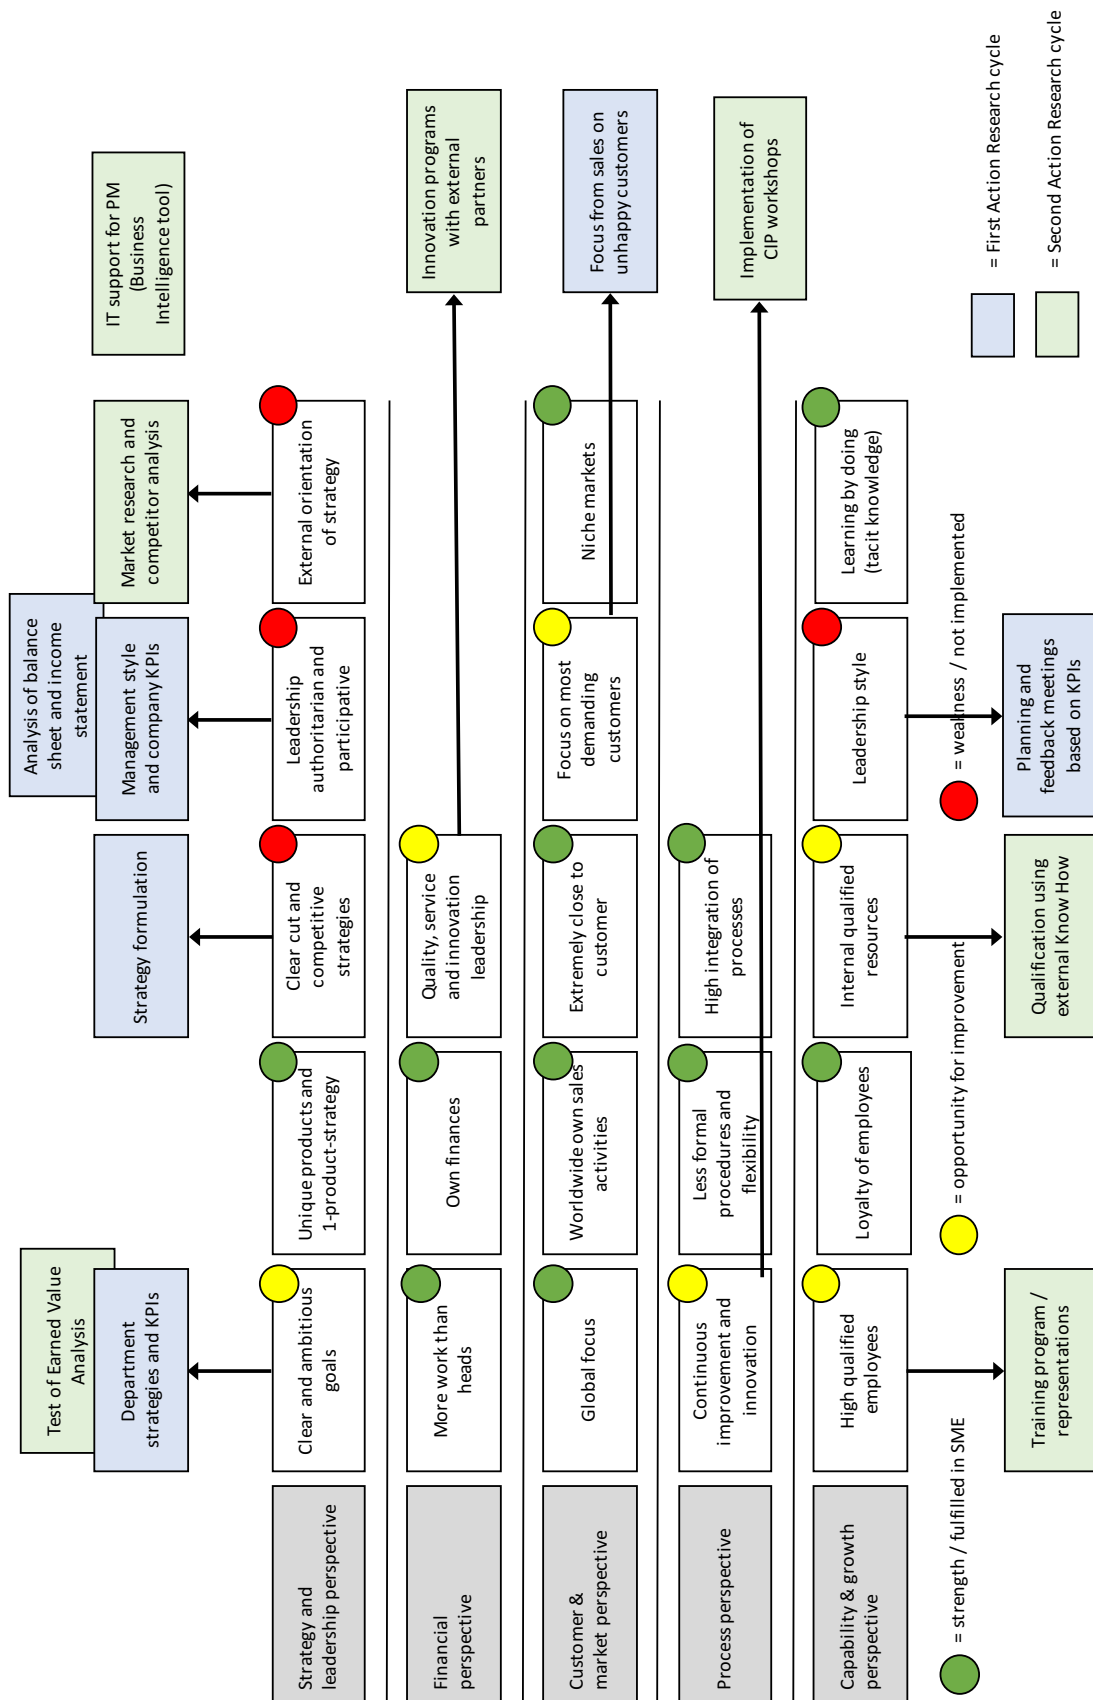 Test of Earned Value
Analysis
Department
strategies and KPIs
Strategy formulation
Analysis of balance
sheet and income
statement
Management style
and company KPIs
Market research and
competitor analysis
IT support for PM
(Business
Intelligence tool)
Strategy and
leadership perspective
Clear and ambitious
goals
Unique products and
1-product-strategy
Clear cut and
competitive
strategies
Leadership
authoritarian and
participative
External orientation
of strategy
Financial
perspective
More work than
heads
Own finances
Quality, service
and innovation
leadership
Innovation programs
with external
partners
Customer &
market perspective
Global focus
Worldwide own sales
activities
Extremely close to
customer
Focus on most
demanding
customers
Niche markets
Focus from sales on
unhappy customers
Process perspective
Continuous
improvement and
innovation
Less formal
procedures and
flexibility
High integration of
processes
Implementation of
CIP workshops
Capability & growth
perspective
High qualified
employees
Loyalty of employees
Internal qualified
resources
Leadership style
Learning by doing
(tacit knowledge)
= strength / fulfilled in SME
= opportunity for improvement
= weakness / not implemented
= First Action Research cycle
= Second Action Research cycle
Training program /
representations
Qualification using
external Know How
Planning and
feedback meetings
based on KPIs